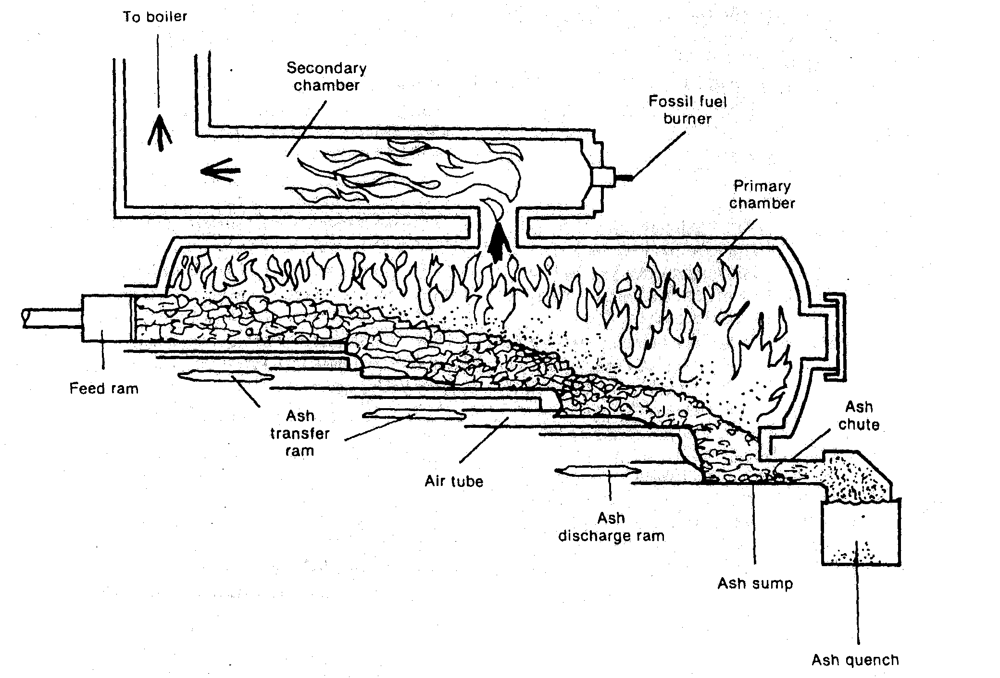 To boiler
Secondary
chamber
Fossil fuel
burner
Primary
chamber
Feed ram
Ash
transfer
ram
Air tube
Ash
chute
Ash
discharge ram
Ash sump
Ash quench